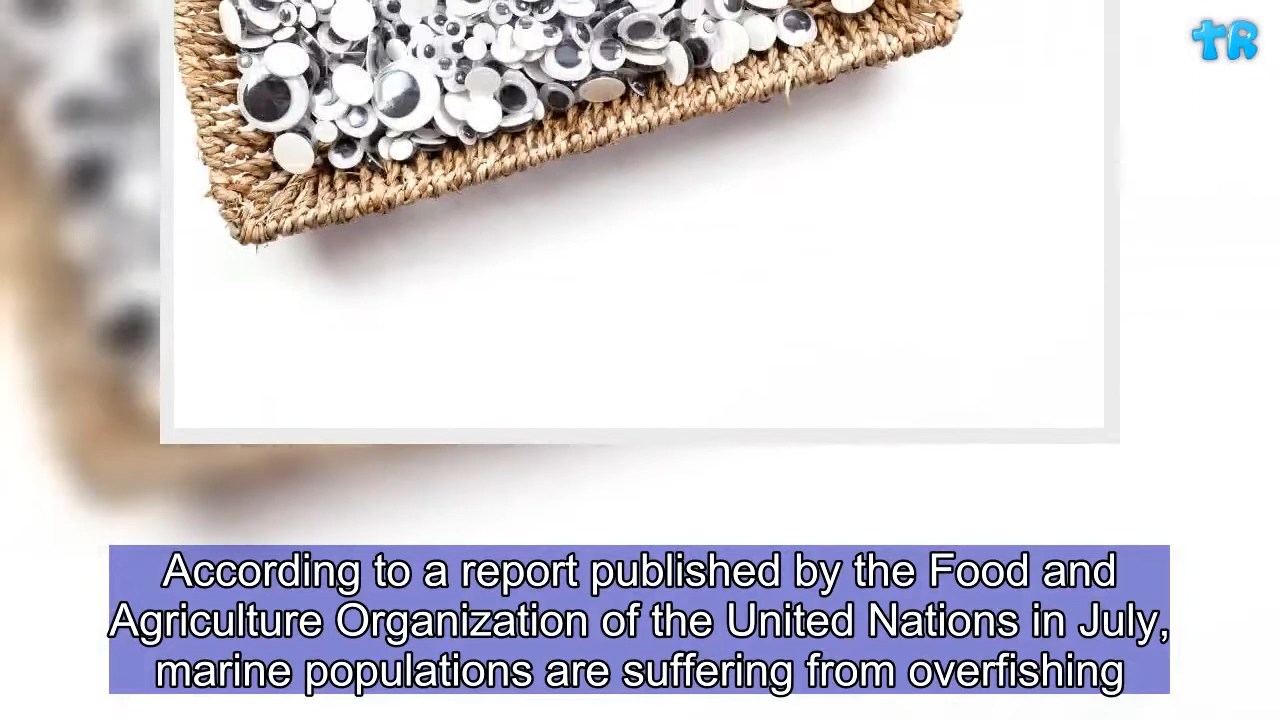 TR
According to a report published by the Food and
Agriculture Organization of the United Nations in July,
marine populations are suffering from overfishing